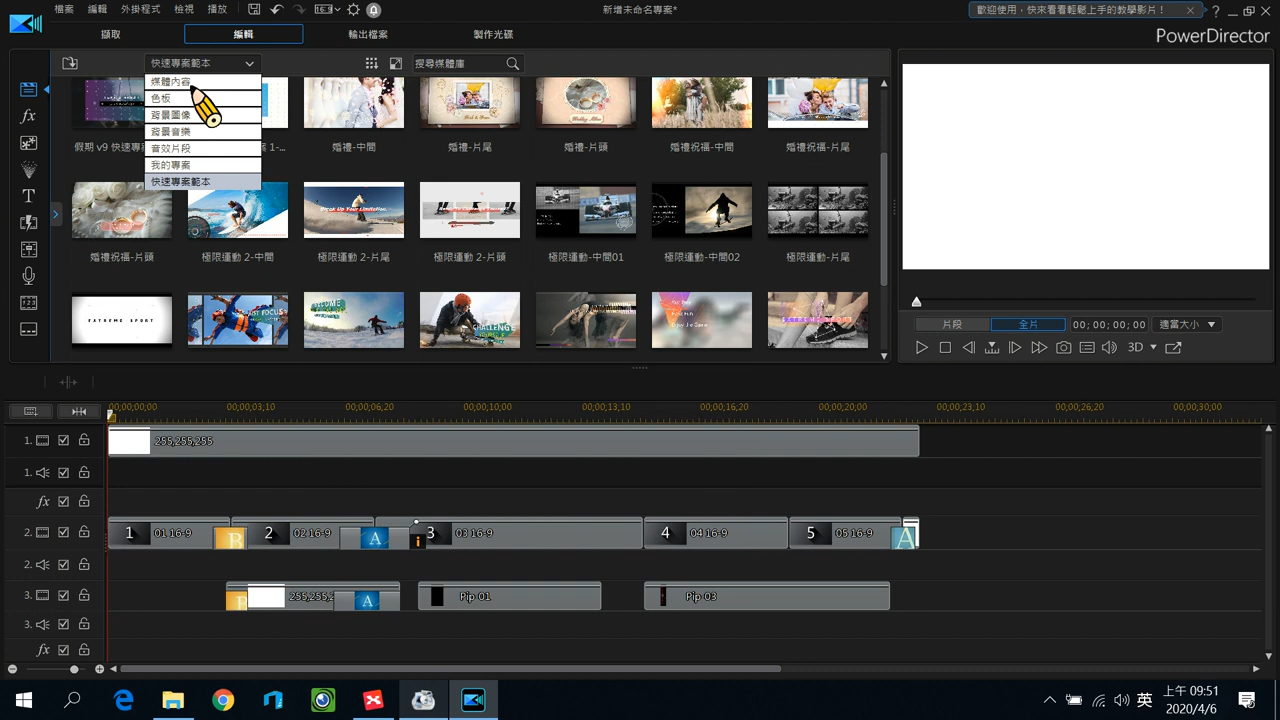 檔案 編輯 外掛程式 檢視 播放
新增未命名專案*
歡迎使用，快來看看輕鬆上手的教學影片！
擷取 編輯 輸出檔案 製作光碟
PowerDirector
快速專案範本
搜尋媒體庫
媒體內容
色板
背景圖像
背景音樂
音效片段
我的專案
快速專案範本
婚禮-中間 婚禮-片尾 婚禮-片頭 婚禮祝福-中間 婚禮祝福-片尾
婚禮祝福-片頭 極限運動 2-中間 極限運動 2-片尾 極限運動 2-片頭 極限運動-中間01 極限運動-中間02 極限運動-片尾
EXTREME SPORT
片段 全片 00; 00; 00; 00 適當大小
3D
00;00;00;00 00;00;03;10 00;00;06;20 00;00;10;00 00;00;13;10 00;00;16;20 00;00;20;00 00;00;23;10 00;00;26;20 00;00;30;00
1. 255,255,255
1.
fx
2. 1 01 16-9 B 2 02 16-9 A 3 03 16-9 4 04 16-9 5 05 16-9 A
2.
3. 255,255,2 A Pip 01 Pip 03
3.
fx
英 上午 09:51
2020/4/6